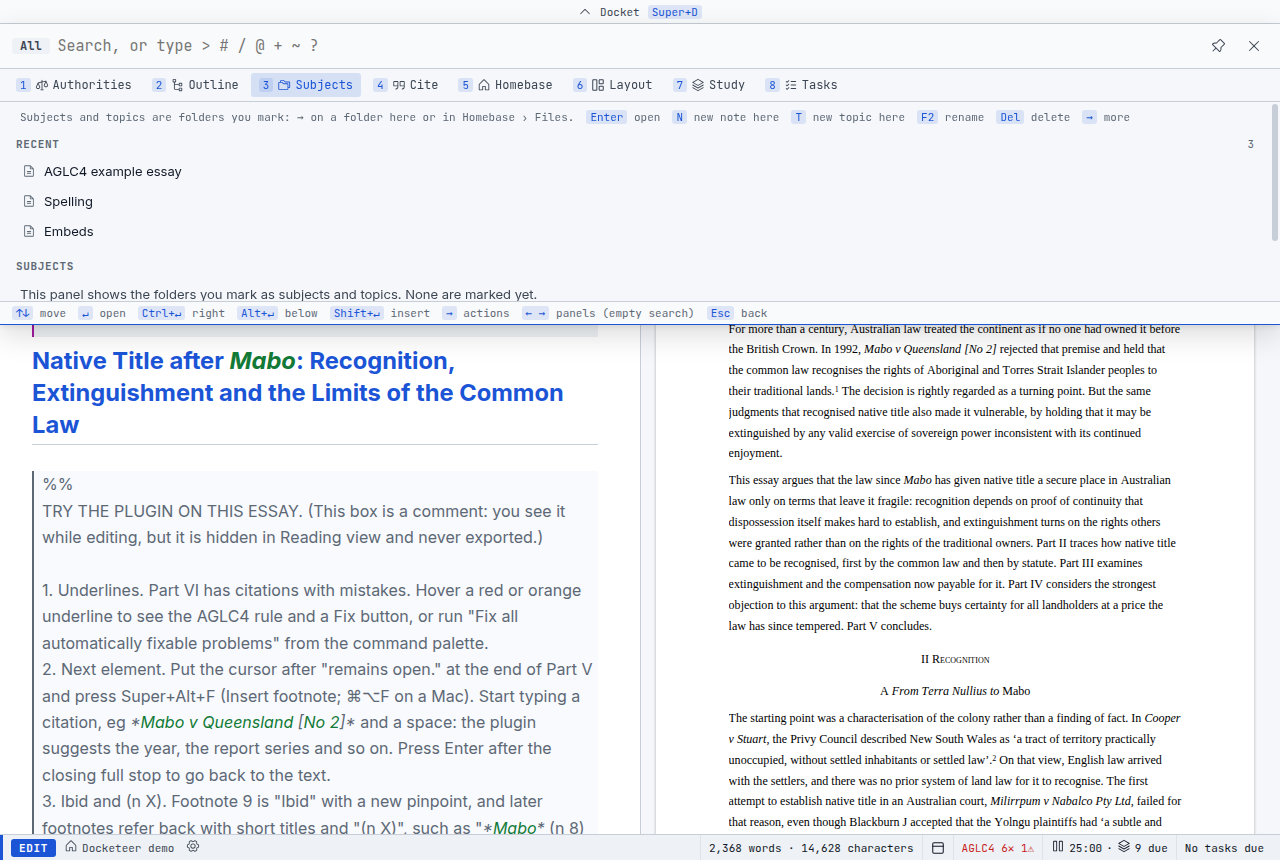 Docket Super+D
All Search, or type > # / @ + ~ ?
1 Authorities 2 Outline 3 Subjects 4 Cite 5 Homebase 6 Layout 7 Study 8 Tasks
Subjects and topics are folders you mark: → on a folder here or in Homebase › Files. Enter open N new note here T new topic here F2 rename Del delete → more
RECENT 3
AGLC4 example essay
Spelling
Embeds
SUBJECTS
This panel shows the folders you mark as subjects and topics. None are marked yet.
↑↓ move ↵ open Ctrl+↵ right Alt+↵ below Shift+↵ insert → actions ← → panels (empty search) Esc back
Native Title after Mabo: Recognition,
Extinguishment and the Limits of the Common
Law
%%
TRY THE PLUGIN ON THIS ESSAY. (This box is a comment: you see it
while editing, but it is hidden in Reading view and never exported.)
1. Underlines. Part VI has citations with mistakes. Hover a red or orange
underline to see the AGLC4 rule and a Fix button, or run "Fix all
automatically fixable problems" from the command palette.
2. Next element. Put the cursor after "remains open." at the end of Part V
and press Super+Alt+F (Insert footnote; ⌘⌥F on a Mac). Start typing a
citation, eg *Mabo v Queensland [No 2]* and a space: the plugin
suggests the year, the report series and so on. Press Enter after the
closing full stop to go back to the text.
3. Ibid and (n X). Footnote 9 is "Ibid" with a new pinpoint, and later
footnotes refer back with short titles and "(n X)", such as "*Mabo* (n 8)
For more than a century, Australian law treated the continent as if no one had owned it before
the British Crown. In 1992, Mabo v Queensland [No 2] rejected that premise and held that
the common law recognises the rights of Aboriginal and Torres Strait Islander peoples to
their traditional lands.1 The decision is rightly regarded as a turning point. But the same
judgments that recognised native title also made it vulnerable, by holding that it may be
extinguished by any valid exercise of sovereign power inconsistent with its continued
enjoyment.
This essay argues that the law since Mabo has given native title a secure place in Australian
law only on terms that leave it fragile: recognition depends on proof of continuity that
dispossession itself makes hard to establish, and extinguishment turns on the rights others
were granted rather than on the rights of the traditional owners. Part II traces how native title
came to be recognised, first by the common law and then by statute. Part III examines
extinguishment and the compensation now payable for it. Part IV considers the strongest
objection to this argument: that the scheme buys certainty for all landholders at a price the
law has since tempered. Part V concludes.
II Recognition
A From Terra Nullius to Mabo
The starting point was a characterisation of the colony rather than a finding of fact. In Cooper
v Stuart, the Privy Council described New South Wales as ‘a tract of territory practically
unoccupied, without settled inhabitants or settled law’.2 On that view, English law arrived
with the settlers, and there was no prior system of land law for it to recognise. The first
attempt to establish native title in an Australian court, Milirrpum v Nabalco Pty Ltd, failed for
that reason, even though Blackburn J accepted that the Yolngu plaintiffs had ‘a subtle and
EDIT Docketeer demo 2,368 words · 14,628 characters AGLC4 6× 1⚠ 25:00 · 9 due No tasks due